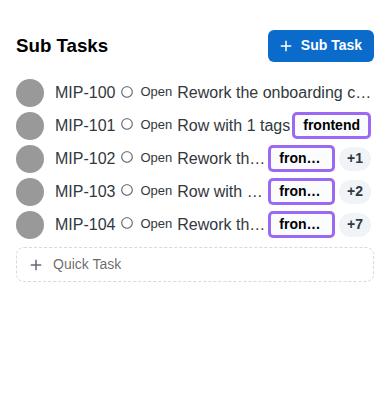 Sub Tasks + Sub Task
MIP-100 Open Rework the onboarding c…
MIP-101 Open Row with 1 tags frontend
MIP-102 Open Rework th… fron… +1
MIP-103 Open Row with … fron… +2
MIP-104 Open Rework th… fron… +7
+ Quick Task